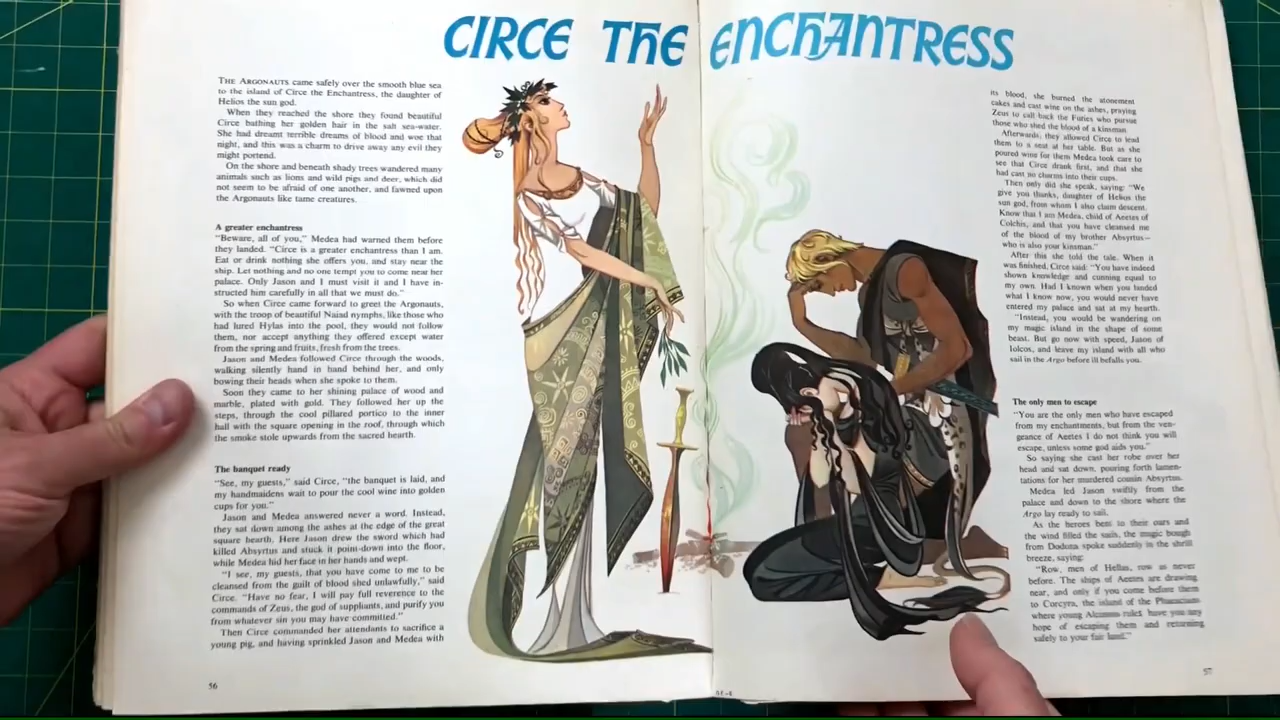 CIRCE THE ENCHANTRESS
THE ARGONAUTS came safely over the smooth blue sea
to the island of Circe the Enchantress, the daughter of
Helios the sun god.
When they reached the shore they found beautiful
Circe bathing her golden hair in the salt sea-water.
She had dreamt terrible dreams of blood and woe that
night, and this was a charm to drive away any evil they
might portend.
On the shore and beneath shady trees wandered many
animals such as lions and wild pigs and deer, which did
not seem to be afraid of one another, and fawned upon
the Argonauts like tame creatures.
A greater enchantress
"Beware, all of you," Medea had warned them before
they landed. "Circe is a greater enchantress than I am.
Eat or drink nothing she offers you, and stay near the
ship. Let nothing and no one tempt you to come near her
palace. Only Jason and I must visit it and I have in-
structed him carefully in all that we must do."
So when Circe came forward to greet the Argonauts,
with the troop of beautiful Naiad nymphs, like those who
had lured Hylas into the pool, they would not follow
them, nor accept anything they offered except water
from the spring and fruits, fresh from the trees.
Jason and Medea followed Circe through the woods,
walking silently hand in hand behind her, and only
bowing their heads when she spoke to them.
Soon they came to her shining palace of wood and
marble, plated with gold. They followed her up the
steps, through the cool pillared portico to the inner
hall with the square opening in the roof, through which
the smoke stole upwards from the sacred hearth.
The banquet ready
"See, my guests," said Circe, "the banquet is laid, and
my handmaidens wait to pour the cool wine into golden
cups for you."
Jason and Medea answered never a word. Instead,
they sat down among the ashes at the edge of the great
square hearth. Here Jason drew the sword which had
killed Absyrtus and stuck it point-down into the floor,
while Medea hid her face in her hands and wept.
"I see, my guests, that you have come to me to be
cleansed from the guilt of blood shed unlawfully," said
Circe. "Have no fear, I will pay full reverence to the
commands of Zeus, the god of suppliants, and purify you
from whatever sin you may have committed."
Then Circe commanded her attendants to sacrifice a
young pig, and having sprinkled Jason and Medea with
56
its blood, she burned the atonement
cakes and cast wine on the ashes, praying
Zeus to call back the Furies who pursue
those who shed the blood of a kinsman.
Afterwards, they allowed Circe to lead
them to a seat at her table. But as she
poured wine for them Medea took care to
see that Circe drank first, and that she
had cast no charms into their cups.
Then only did she speak, saying: "We
give you thanks, daughter of Helios the
sun god, from whom I also claim descent.
Know that I am Medea, child of Aeetes of
Colchis, and that you have cleansed me
of the blood of my brother Absyrtus—
who is also your kinsman."
After this she told the tale. When it
was finished, Circe said: "You have indeed
shown knowledge and cunning equal to
my own. Had I known when you landed
what I know now, you would never have
entered my palace and sat at my hearth.
"Instead, you would be wandering on
my magic island in the shape of some
beast. But go now with speed, Jason of
Iolcos, and leave my island with all who
sail in the Argo before ill befalls you.
The only men to escape
"You are the only men who have escaped
from my enchantments, but from the ven-
geance of Aeetes I do not think you will
escape, unless some god aids you."
So saying she cast her robe over her
head and sat down, pouring forth lamen-
tations for her murdered cousin Absyrtus.
Medea led Jason swiftly from the
palace and down to the shore where the
Argo lay ready to sail.
As the heroes bent to their oars and
the wind filled the sails, the magic bough
from Dodona spoke suddenly in the shrill
breeze, saying:
"Row, men of Hellas, row as never
before. The ships of Aeetes are drawing
near, and only if you come before them
to Corcyra, the island of the Phaeacians
where young Alcinous rules, have you any
hope of escaping them and returning
safely to your fair land."
57